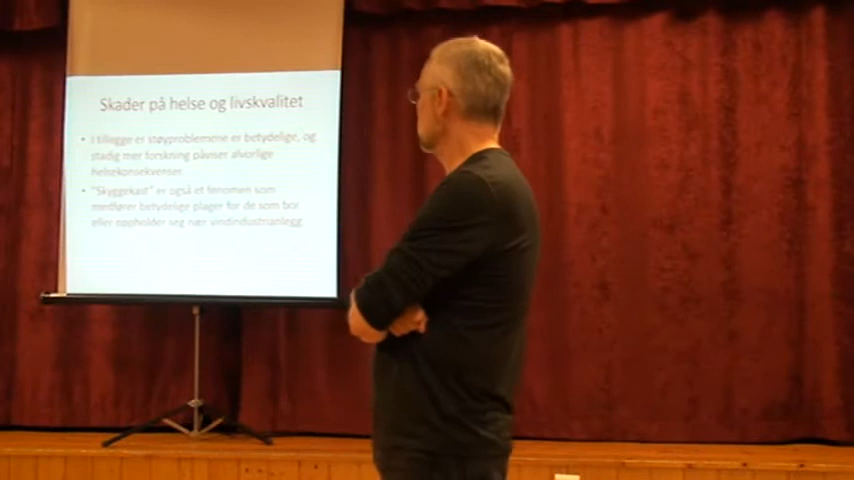 Skader på helse og livskvalitet
• I tillegg er støyproblemene er betydelige, og
stadig mer forskning påviser alvorlige
helsekonsekvenser.
• "Skyggekast" er også et fenomen som
medfører betydelige plager for de som bor
eller oppholder seg nær vindindustrianlegg